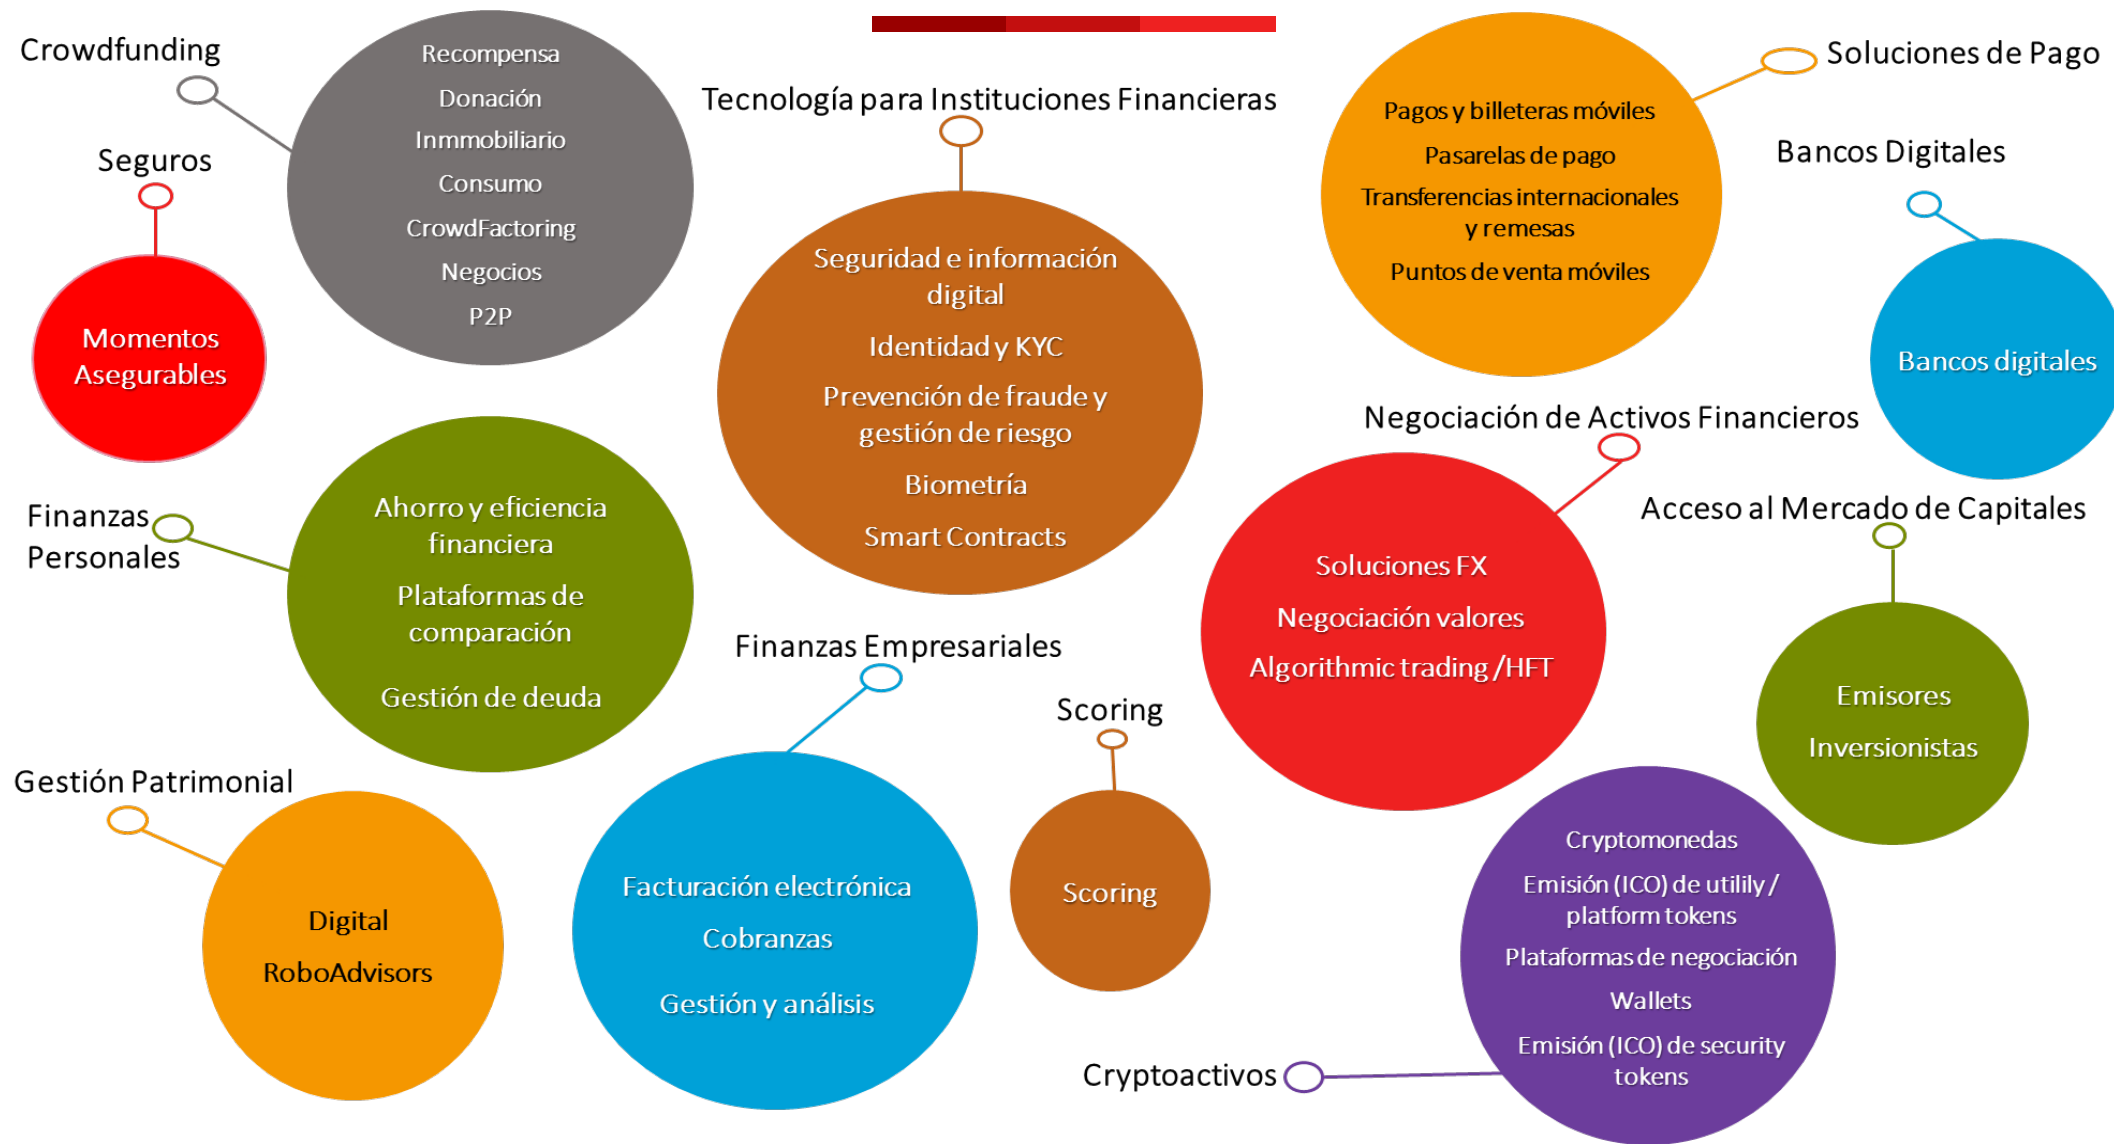 Crowdfunding
Recompensa
Donación
Inmmobiliario
Consumo
CrowdFactoring
Negocios
P2P
Seguros
Momentos
Asegurables
Tecnología para Instituciones Financieras
Seguridad e información
digital
Identidad y KYC
Prevención de fraude y
gestión de riesgo
Biometría
Smart Contracts
Soluciones de Pago
Pagos y billeteras móviles
Pasarelas de pago
Transferencias internacionales
y remesas
Puntos de venta móviles
Bancos Digitales
Bancos digitales
Finanzas
Personales
Ahorro y eficiencia
financiera
Plataformas de
comparación
Gestión de deuda
Negociación de Activos Financieros
Soluciones FX
Negociación valores
Algorithmic trading /HFT
Acceso al Mercado de Capitales
Emisores
Inversionistas
Finanzas Empresariales
Facturación electrónica
Cobranzas
Gestión y análisis
Scoring
Scoring
Gestión Patrimonial
Digital
RoboAdvisors
Cryptoactivos
Cryptomonedas
Emisión (ICO) de utilily /
platform tokens
Plataformas de negociación
Wallets
Emisión (ICO) de security
tokens